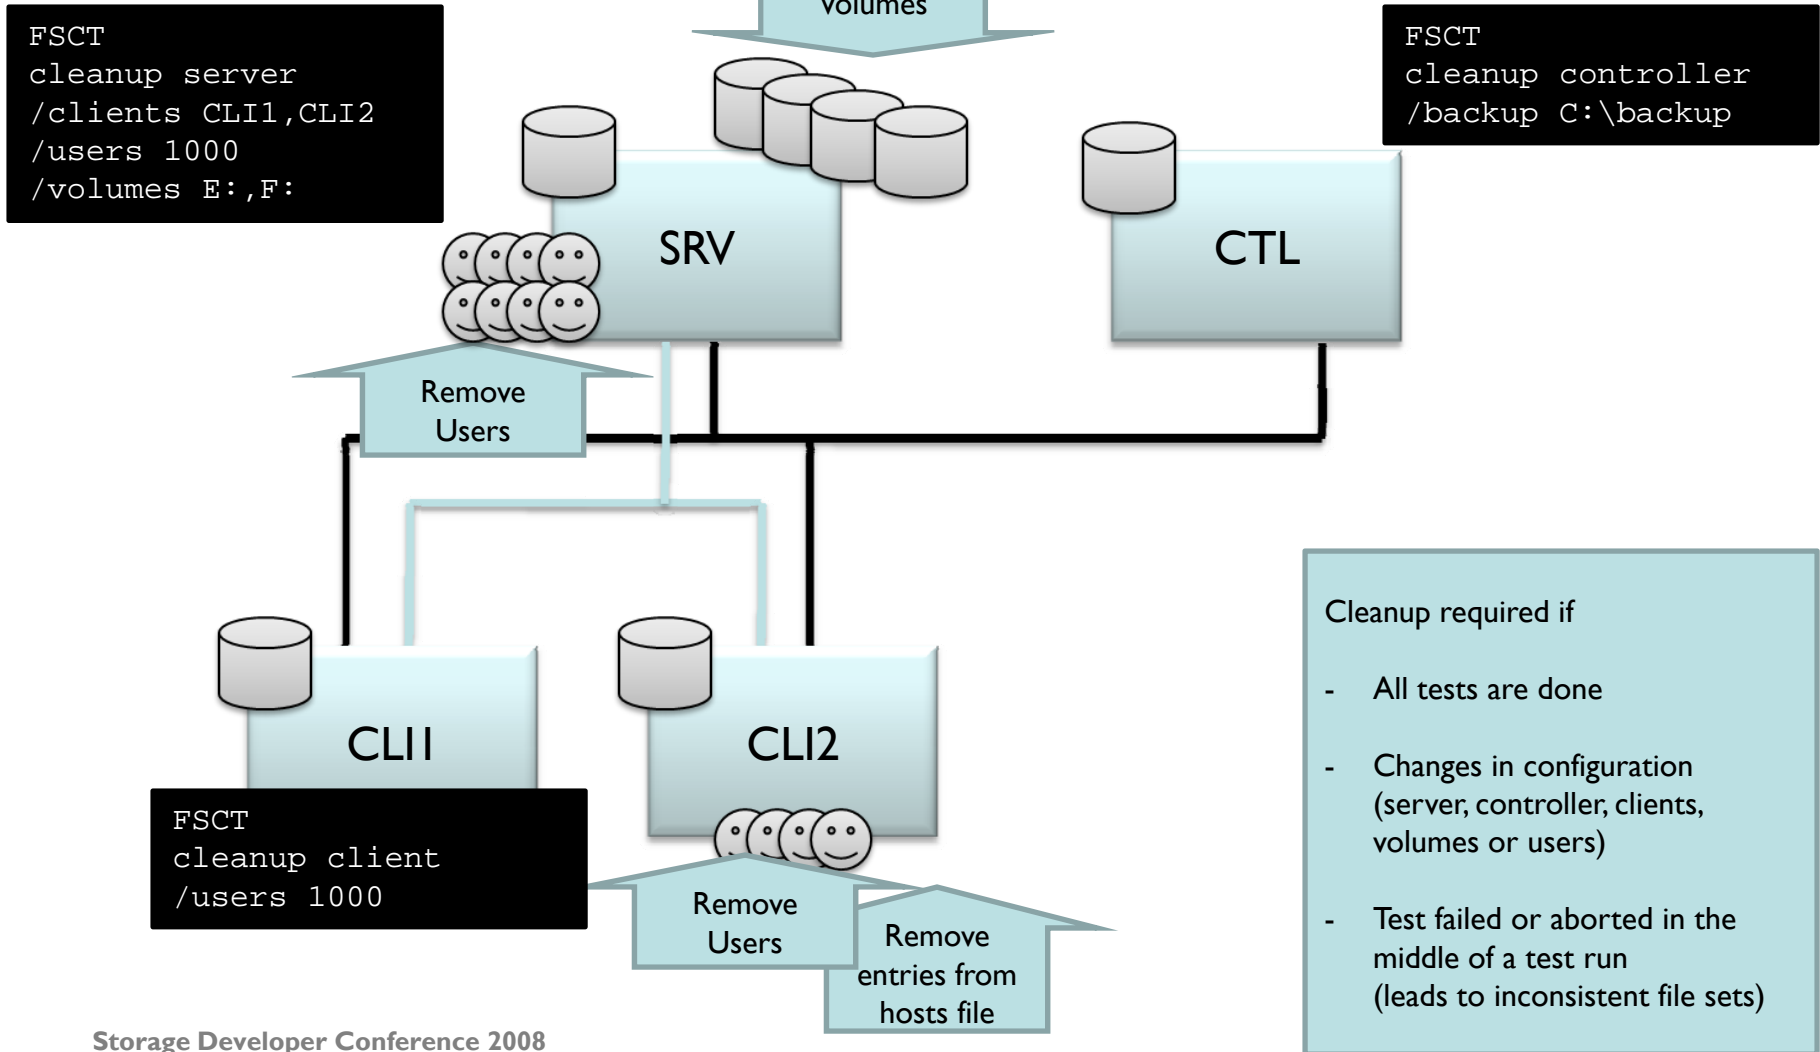 volumes
FSCT
cleanup server
/clients CLI1,CLI2
/users 1000
/volumes E:,F:
FSCT
cleanup controller
/backup C:\backup
SRV
CTL
Remove
Users
CLI1
CLI2
FSCT
cleanup client
/users 1000
Remove
Users
Remove
entries from
hosts file
Cleanup required if
- All tests are done
- Changes in configuration
(server, controller, clients,
volumes or users)
- Test failed or aborted in the
middle of a test run
(leads to inconsistent file sets)
Storage Developer Conference 2008